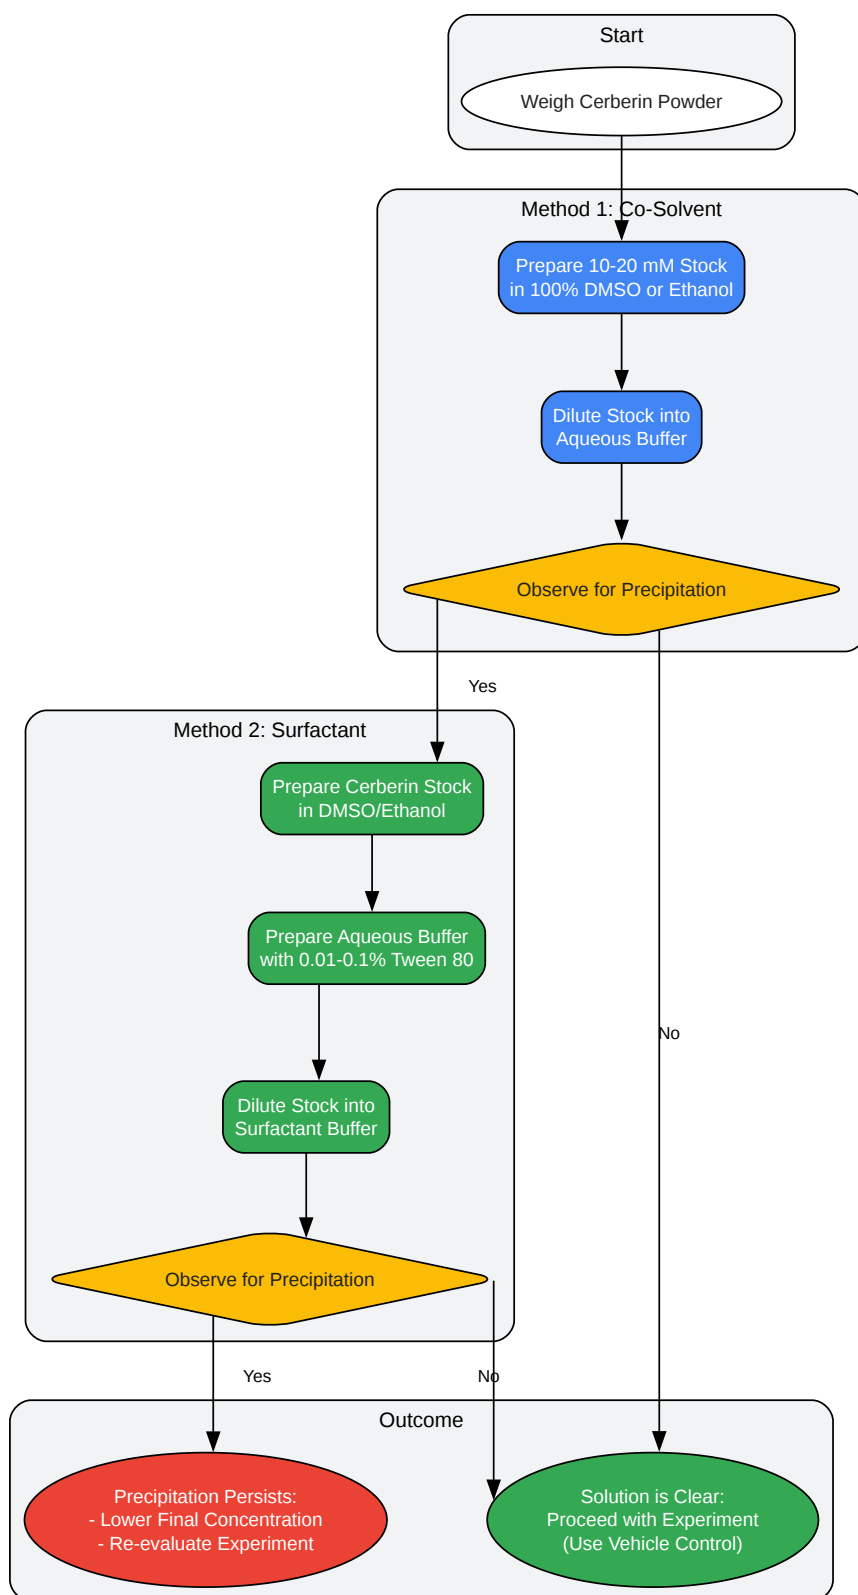 Start
Weigh Cerberin Powder
Method 1: Co-Solvent
Prepare 10-20 mM Stock
in 100% DMSO or Ethanol
Dilute Stock into
Aqueous Buffer
Observe for Precipitation
Yes
Method 2: Surfactant
Prepare Cerberin Stock
in DMSO/Ethanol
Prepare Aqueous Buffer
with 0.01-0.1% Tween 80
No
Dilute Stock into
Surfactant Buffer
Observe for Precipitation
Yes
No
Outcome
Precipitation Persists:
- Lower Final Concentration
- Re-evaluate Experiment
Solution is Clear:
Proceed with Experiment
(Use Vehicle Control)